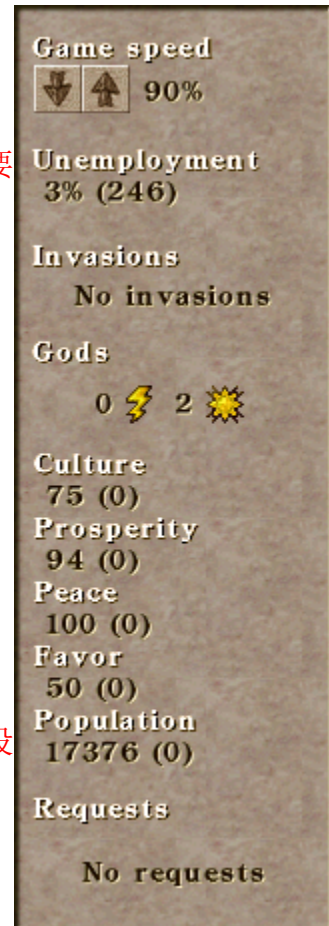 Game speed
90%
要
Unemployment
3% (246)
Invasions
No invasions
Gods
0 2
Culture
75 (0)
Prosperity
94 (0)
Peace
100 (0)
Favor
50 (0)
Population
17376 (0)
Requests
No requests